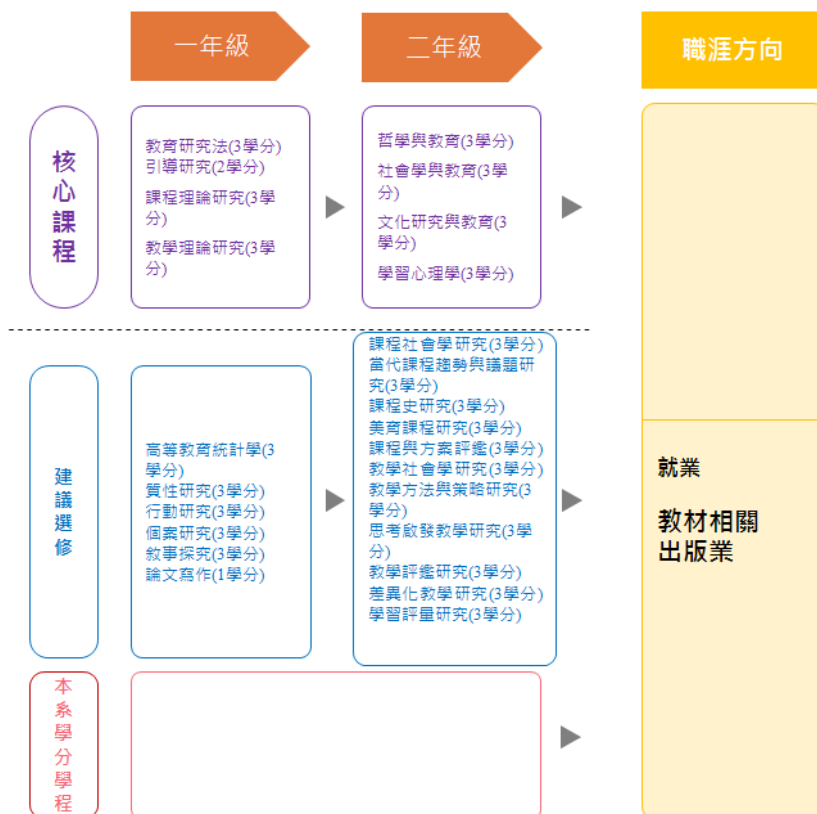 一年級
二年級
職涯方向
核
心
課
程
教育研究法(3學分)
引導研究(2學分)
課程理論研究(3學
分)
教學理論研究(3學
分)
哲學與教育(3學分)
社會學與教育(3學
分)
文化研究與教育(3
學分)
學習心理學(3學分)
建
議
選
修
高等教育統計學(3
學分)
質性研究(3學分)
行動研究(3學分)
個案研究(3學分)
敘事探究(3學分)
論文寫作(1學分)
課程社會學研究(3學分)
當代課程趨勢與議題研
究(3學分)
課程史研究(3學分)
美育課程研究(3學分)
課程與方案評鑑(3學分)
教學社會學研究(3學分)
教學方法與策略研究(3
學分)
思考啟發教學研究(3學
分)
教學評鑑研究(3學分)
差異化教學研究(3學分)
學習評量研究(3學分)
就業
教材相關
出版業
本
系
學
分
學
程